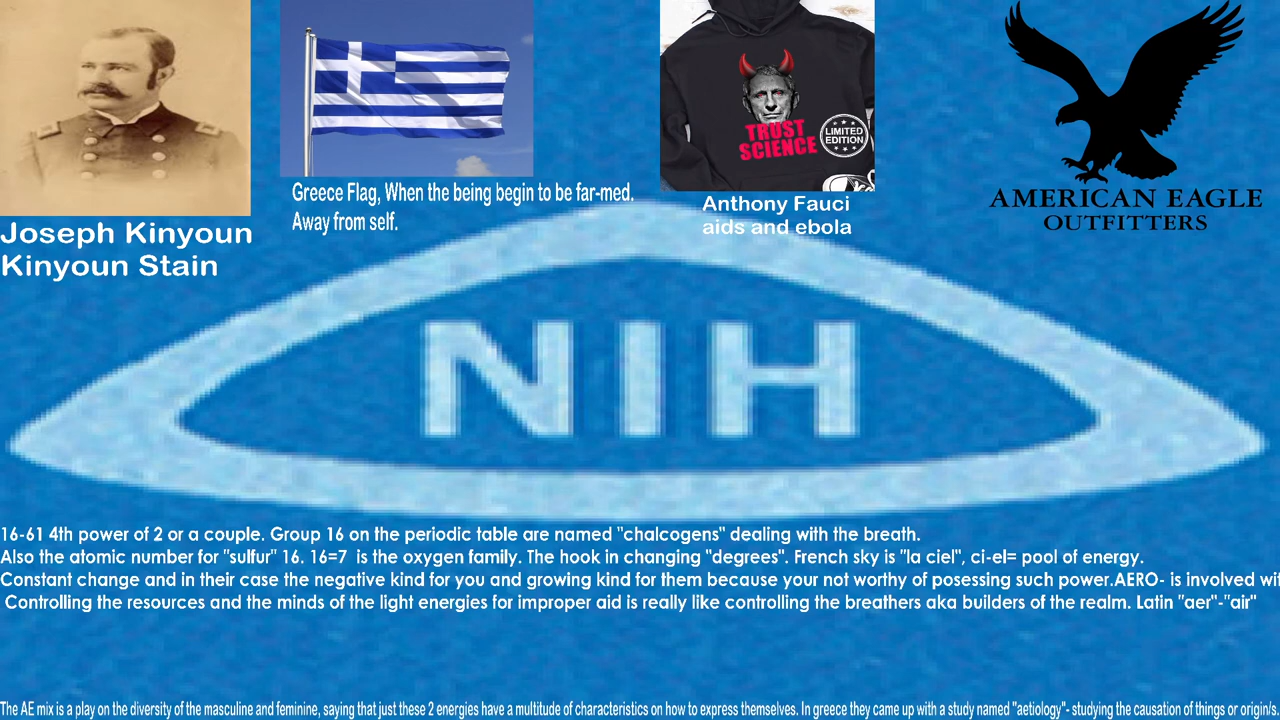 TRUST
SCIENCE
LIMITED
EDITION
AMERICAN EAGLE
OUTFITTERS
Greece Flag, When the being begin to be far-med.
Away from self.
Anthony Fauci
aids and ebola
Joseph Kinyoun
Kinyoun Stain
NIH
16-61 4th power of 2 or a couple. Group 16 on the periodic table are named "chalcogens" dealing with the breath.
Also the atomic number for "sulfur" 16. 16=7 is the oxygen family. The hook in changing "degrees". French sky is "la ciel", ci-el= pool of energy.
Constant change and in their case the negative kind for you and growing kind for them because your not worthy of posessing such power.AERO- is involved wit
Controlling the resources and the minds of the light energies for improper aid is really like controlling the breathers aka builders of the realm. Latin "aer"-"air"
The AE mix is a play on the diversity of the masculine and feminine, saying that just these 2 energies have a multitude of characteristics on how to express themselves. In greece they came up with a study named "aetiology"- studying the causation of things or origin/s.